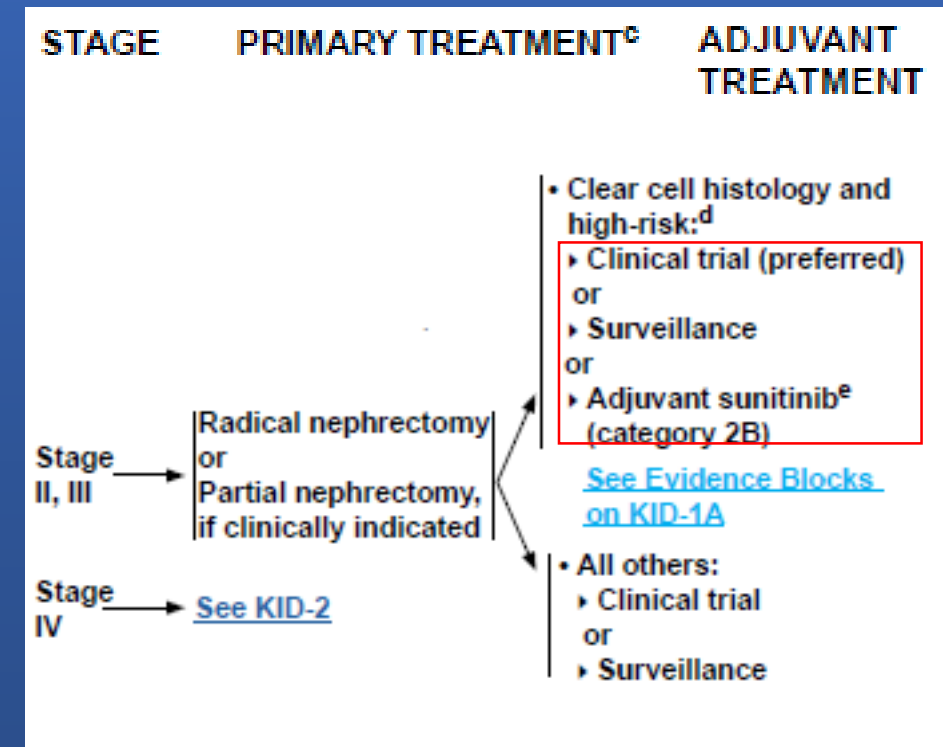 STAGE PRIMARY TREATMENTᶜ ADJUVANT
TREATMENT
• Clear cell histology and
high-risk:ᵈ
‣ Clinical trial (preferred)
or
‣ Surveillance
or
‣ Adjuvant sunitinibᵉ
(category 2B)
See Evidence Blocks
on KID-1A
Stage
II, III
Radical nephrectomy
or
Partial nephrectomy,
if clinically indicated
• All others:
‣ Clinical trial
or
‣ Surveillance
Stage
IV
See KID-2